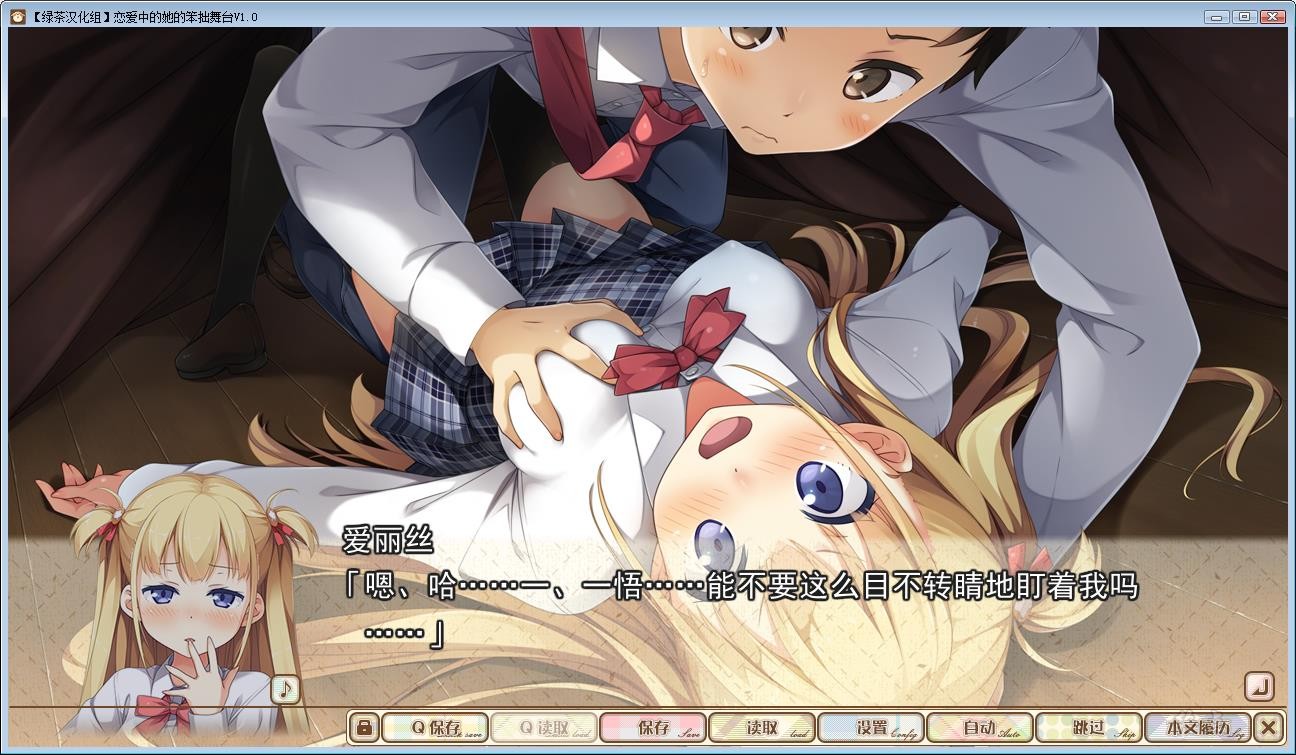 【绿茶汉化组】恋爱中的她的笨拙舞台V1.0
爱丽丝
「嗯、哈……一、一悟……能不要这么目不转睛地盯着我吗
……」
Q 保存 Quick save
Q 读取 load
保存 Save
读取 load
设置 Config
自动 Auto
跳过 Skip
本文履历 Log